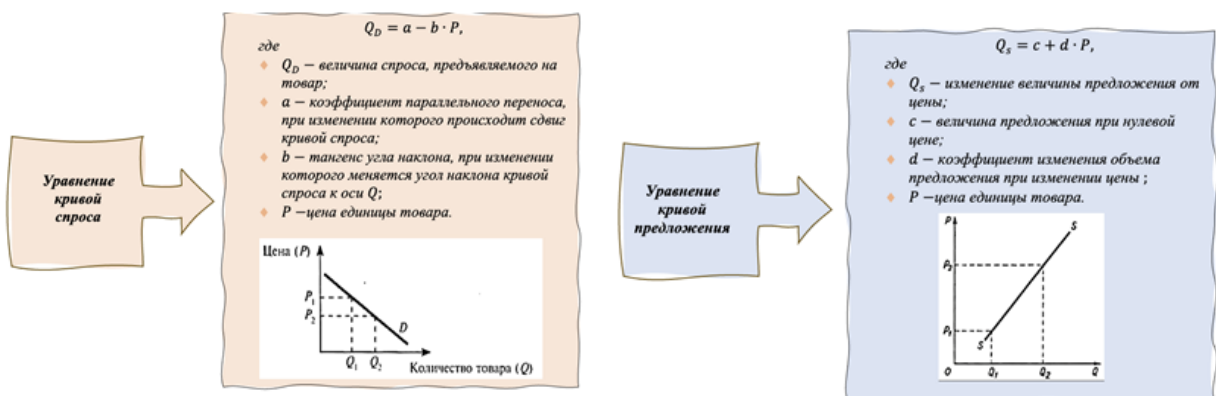 Уравнение
кривой
спроса
Q_D = a − b · P,
где
♦ Q_D − величина спроса, предъявляемого на
товар;
♦ a − коэффициент параллельного переноса,
при изменении которого происходит сдвиг
кривой спроса;
♦ b − тангенс угла наклона, при изменении
которого меняется угол наклона кривой
спроса к оси Q;
♦ P −цена единицы товара.
Цена (P)
P₁
P₂
D
Q₁ Q₂
Количество товара (Q)
Уравнение
кривой
предложения
Q_s = c + d · P,
где
♦ Q_s − изменение величины предложения от
цены;
♦ c − величина предложения при нулевой
цене;
♦ d − коэффициент изменения объема
предложения при изменении цены ;
♦ P −цена единицы товара.
P
S
P₁
S
O Q₁ Q₂ Q